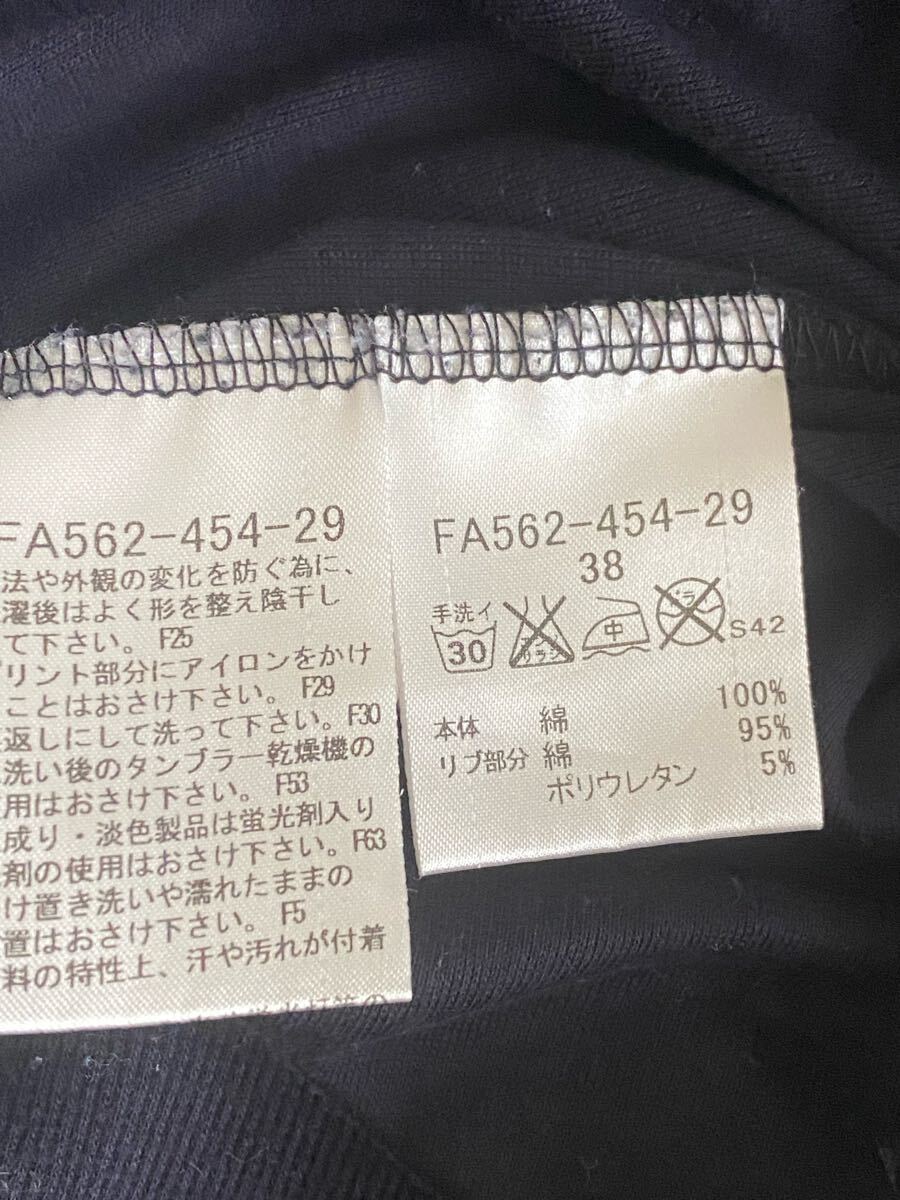 FA562-454-29
法や外観の変化を防ぐ為に、
濯後はよく形を整え陰干し
て下さい。 F25
リント部分にアイロンをかけ
ことはおさけ下さい。 F29
返しにして洗って下さい。F30
洗い後のタンブラー乾燥機の
用はおさけ下さい。 F53
成り・淡色製品は蛍光剤入り
剤の使用はおさけ下さい。F63
け置き洗いや濡れたままの
置はおさけ下さい。 F5
料の特性上、汗や汚れが付着
FA562-454-29
38
手洗イ
30
中
S42
100%
本体 綿 95%
リブ部分 綿 5%
ポリウレタン